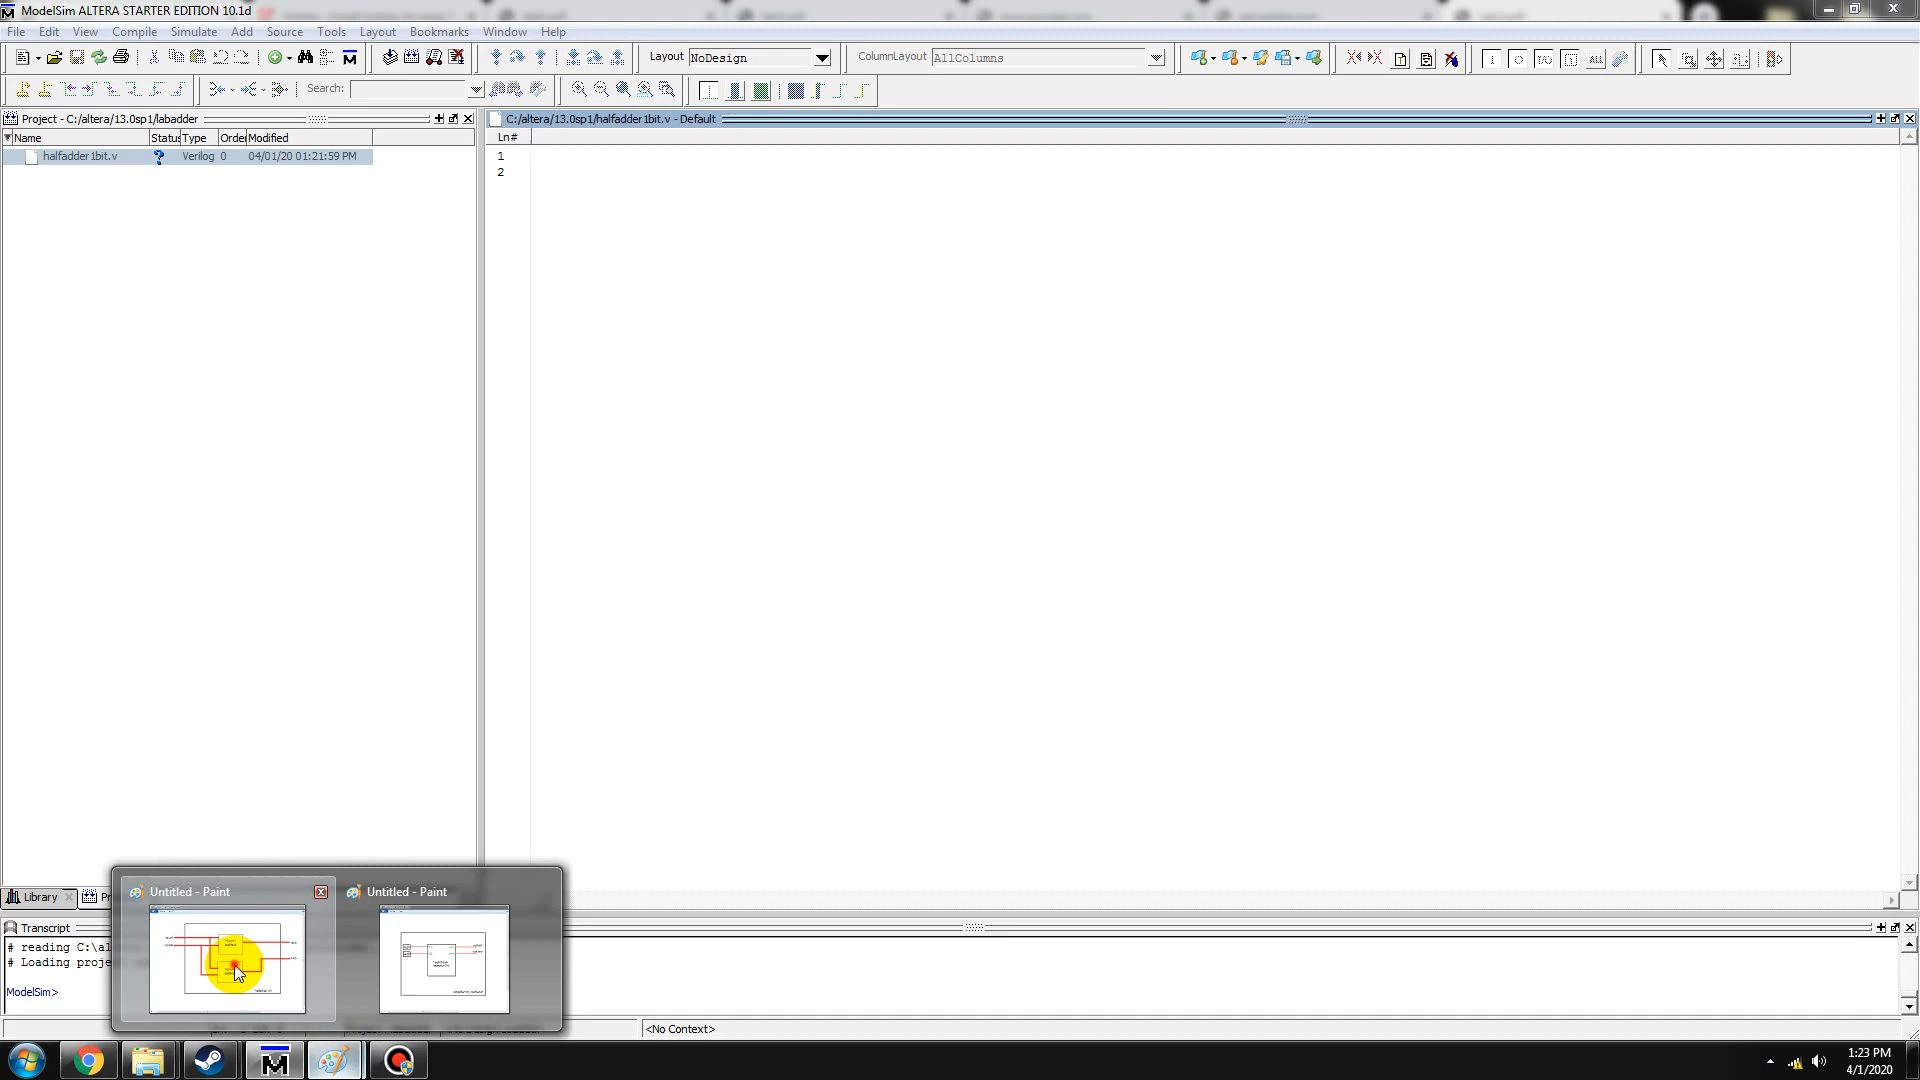 ModelSim ALTERA STARTER EDITION 10.1d
File Edit View Compile Simulate Add Source Tools Layout Bookmarks Window Help
Layout NoDesign ColumnLayout AllColumns
Search:
Project - C:/altera/13.0sp1/labadder
C:/altera/13.0sp1/halfadder1bit.v - Default
Name Status Type Order Modified
Ln#
halfadder1bit.v ? Verilog 0 04/01/20 01:21:59 PM
1
2
Library Pr
Untitled - Paint Untitled - Paint
Transcript
# reading C:\al
# Loading projec
ModelSim>
<No Context>
1:23 PM
4/1/2020